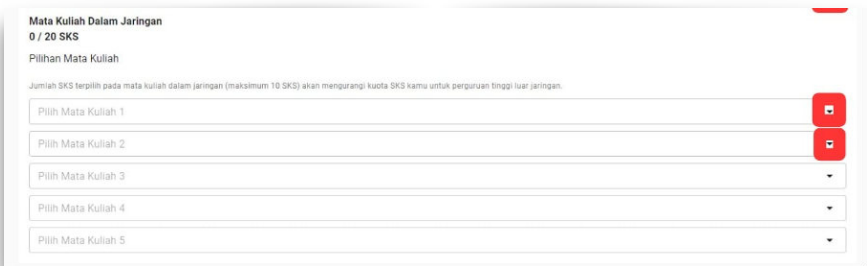 Mata Kuliah Dalam Jaringan
0 / 20 SKS
Pilihan Mata Kuliah
Jumlah SKS terpilih pada mata kuliah dalam jaringan (maksimum 10 SKS) akan mengurangi kuota SKS kamu untuk perguruan tinggi luar jaringan.
Pilih Mata Kuliah 1
Pilih Mata Kuliah 2
Pilih Mata Kuliah 3
Pilih Mata Kuliah 4
Pilih Mata Kuliah 5